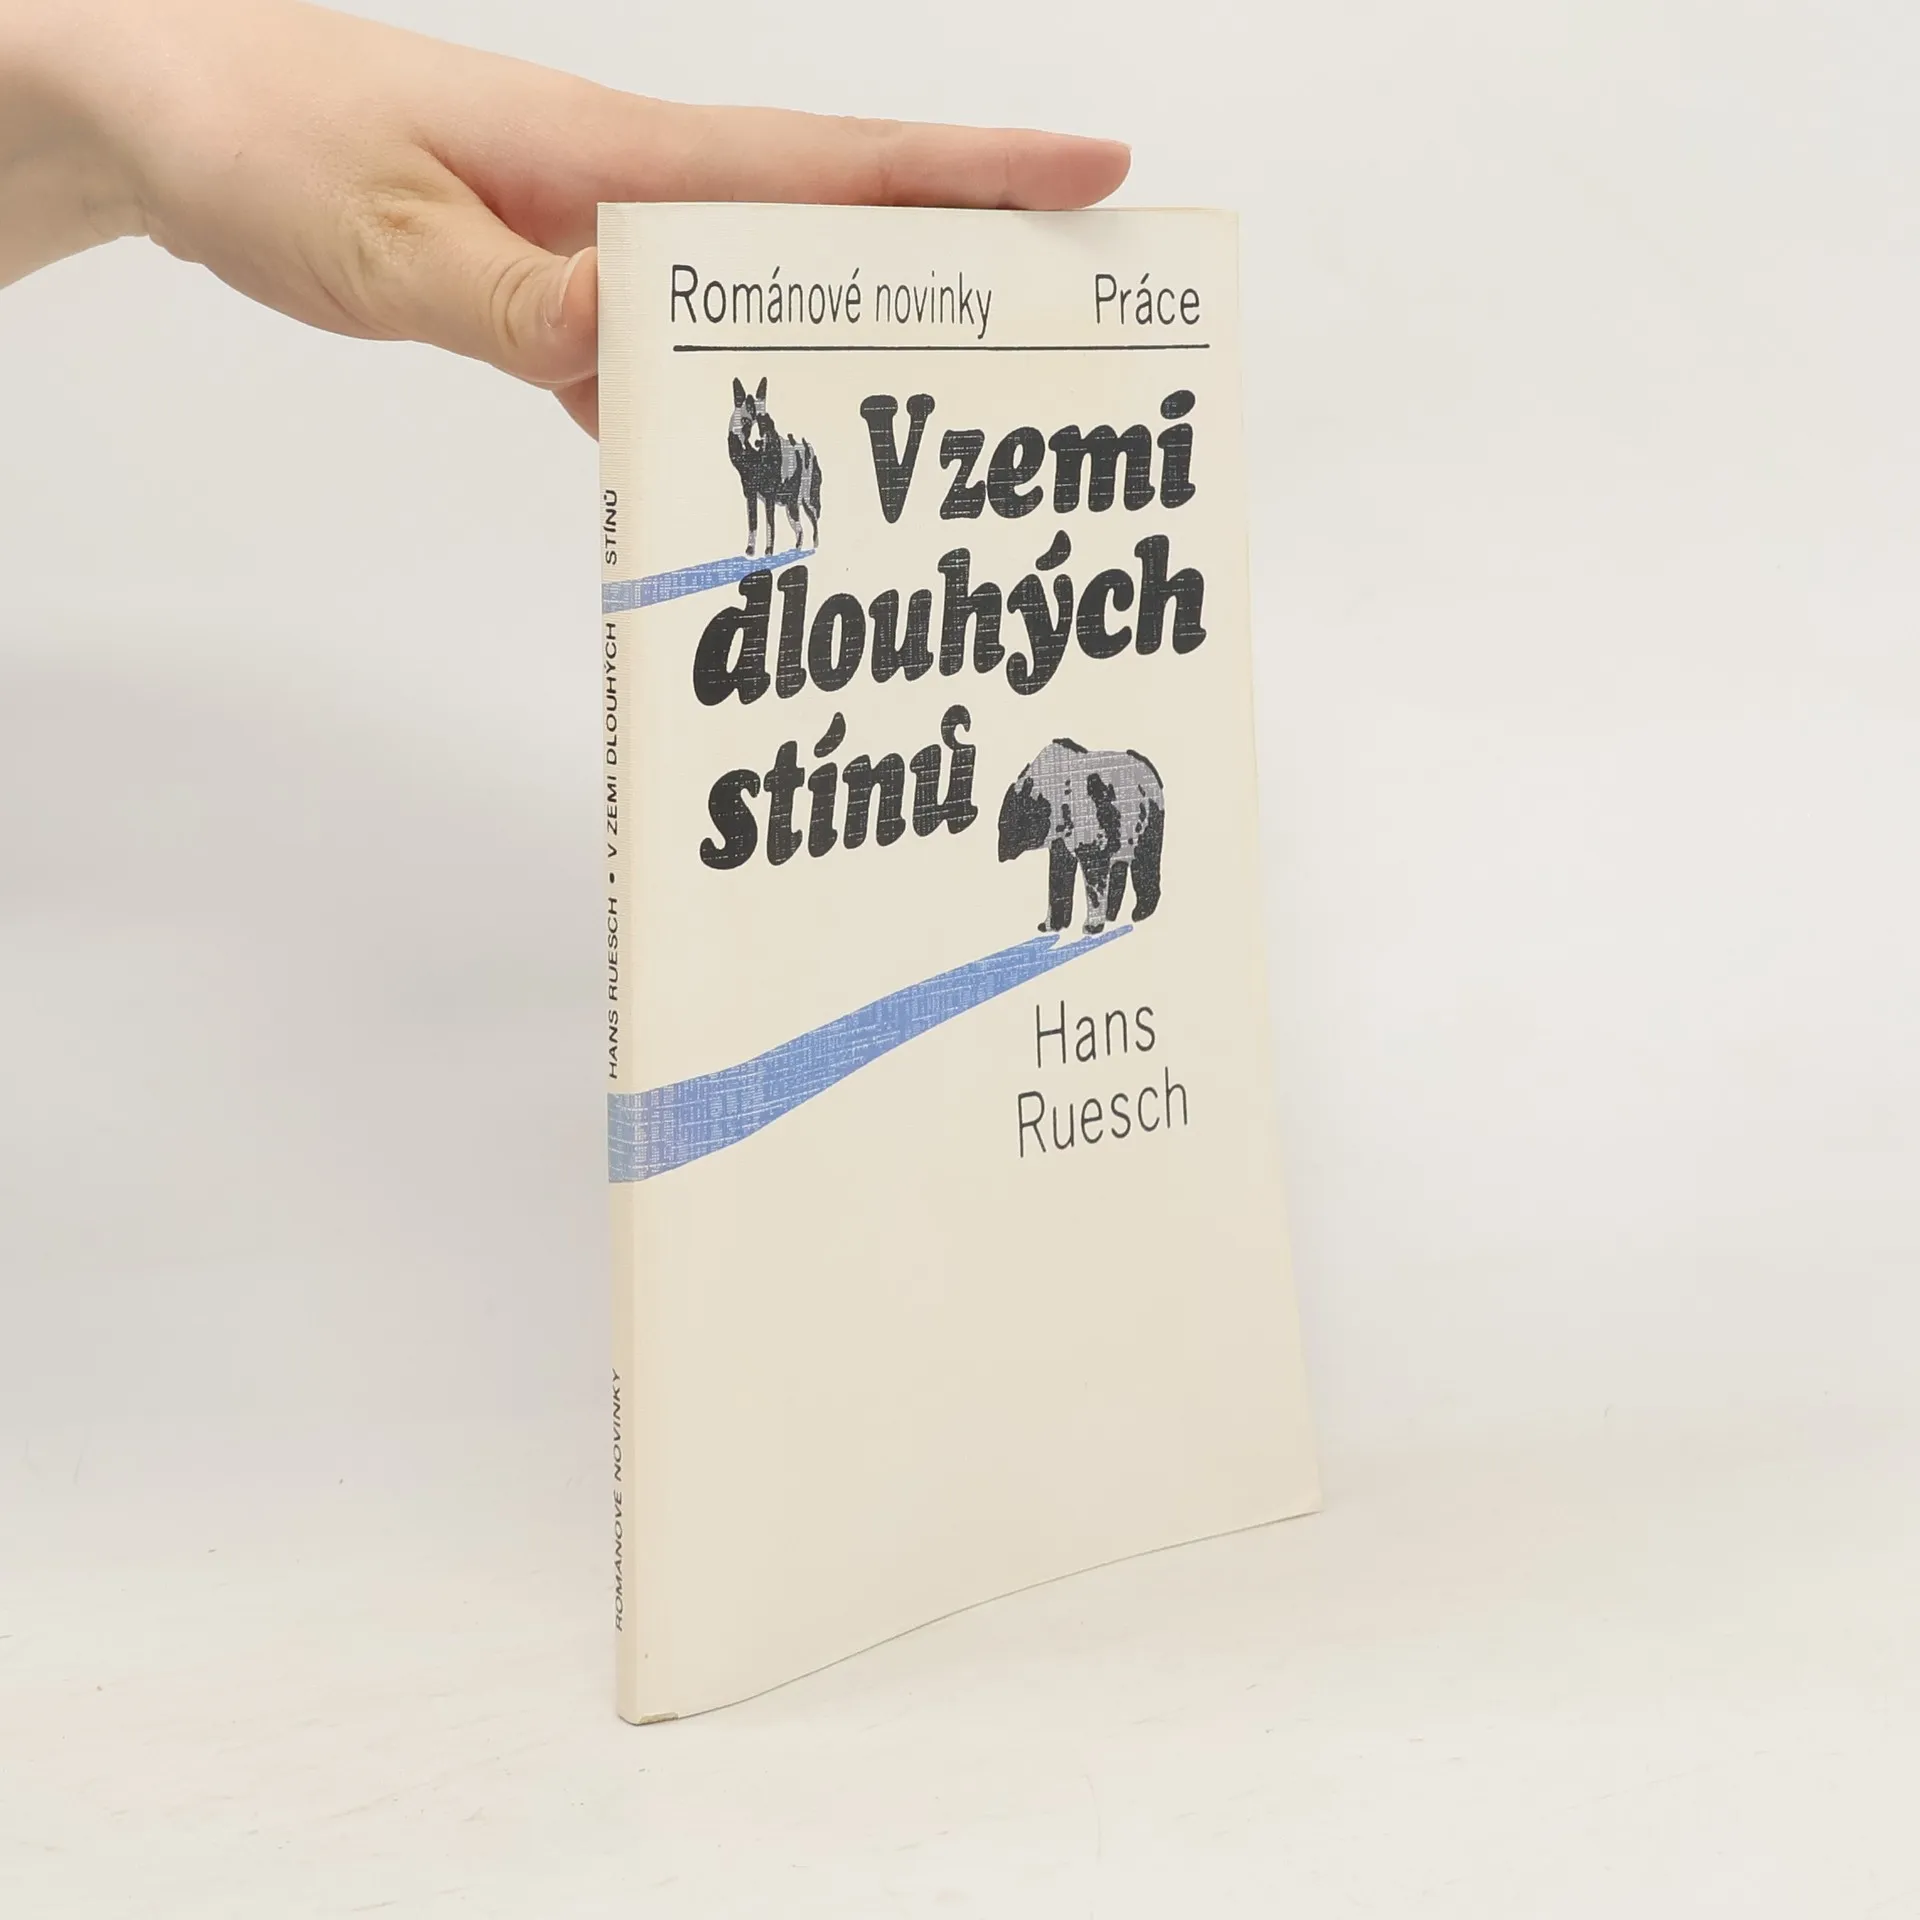 Románové novinky Práce
V zemi
dlouhých
stínů
Hans
Ruesch
ROMÁNOVÉ NOVINKY HANS RUESCH • V ZEMI DLOUHÝCH STÍNŮ